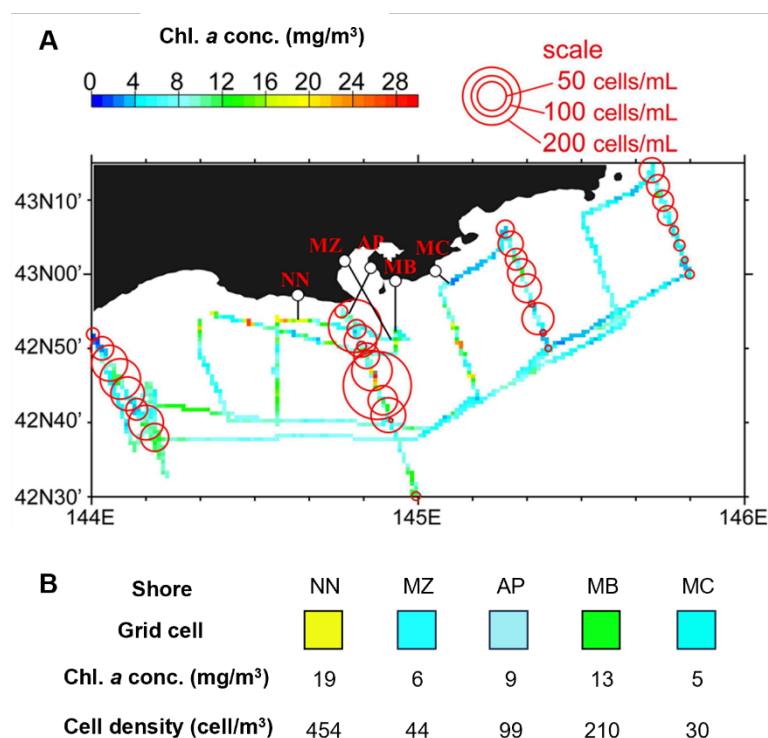 A
Chl. a conc. (mg/m³)
0 4 8 12 16 20 24 28
scale
50 cells/mL
100 cells/mL
200 cells/mL
43N10'
43N00'
42N50'
42N40'
42N30'
MZ AP MC
MB
NN
144E 145E 146E
B
Shore NN MZ AP MB MC
Grid cell
Chl. a conc. (mg/m³) 19 6 9 13 5
Cell density (cell/m³) 454 44 99 210 30